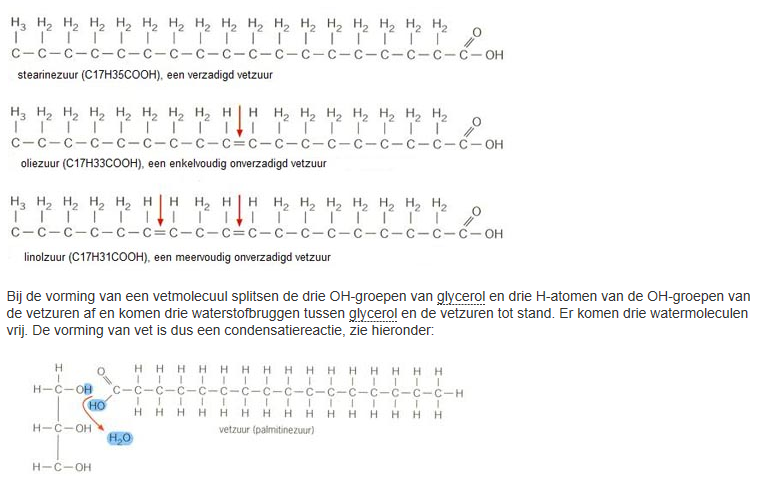 H3 H2 H2 H2 H2 H2 H2 H2 H2 H2 H2 H2 H2 H2 H2 H2 H2
O
C–C–C–C–C–C–C–C–C–C–C–C–C–C–C–C–C–C–OH
stearinezuur (C17H35COOH), een verzadigd vetzuur
H3 H2 H2 H2 H2 H2 H2 H2 H H H2 H2 H2 H2 H2 H2 H2
O
C–C–C–C–C–C–C–C–C=C–C–C–C–C–C–C–C–C–OH
oliezuur (C17H33COOH), een enkelvoudig onverzadigd vetzuur
H3 H2 H2 H2 H2 H H H2 H H H2 H2 H2 H2 H2 H2 H2
O
C–C–C–C–C–C=C–C–C=C–C–C–C–C–C–C–C–C–OH
linolzuur (C17H31COOH), een meervoudig onverzadigd vetzuur
Bij de vorming van een vetmolecuul splitsen de drie OH-groepen van glycerol en drie H-atomen van de OH-groepen van
de vetzuren af en komen drie waterstofbruggen tussen glycerol en de vetzuren tot stand. Er komen drie watermoleculen
vrij. De vorming van vet is dus een condensatiereactie, zie hieronder:
H O H H H H H H H H H H H H H H H
H–C–OH C–C–C–C–C–C–C–C–C–C–C–C–C–C–C–C–H
HO H H H H H H H H H H H H H H H
H–C–OH H2O vetzuur (palmitinezuur)
H–C–OH